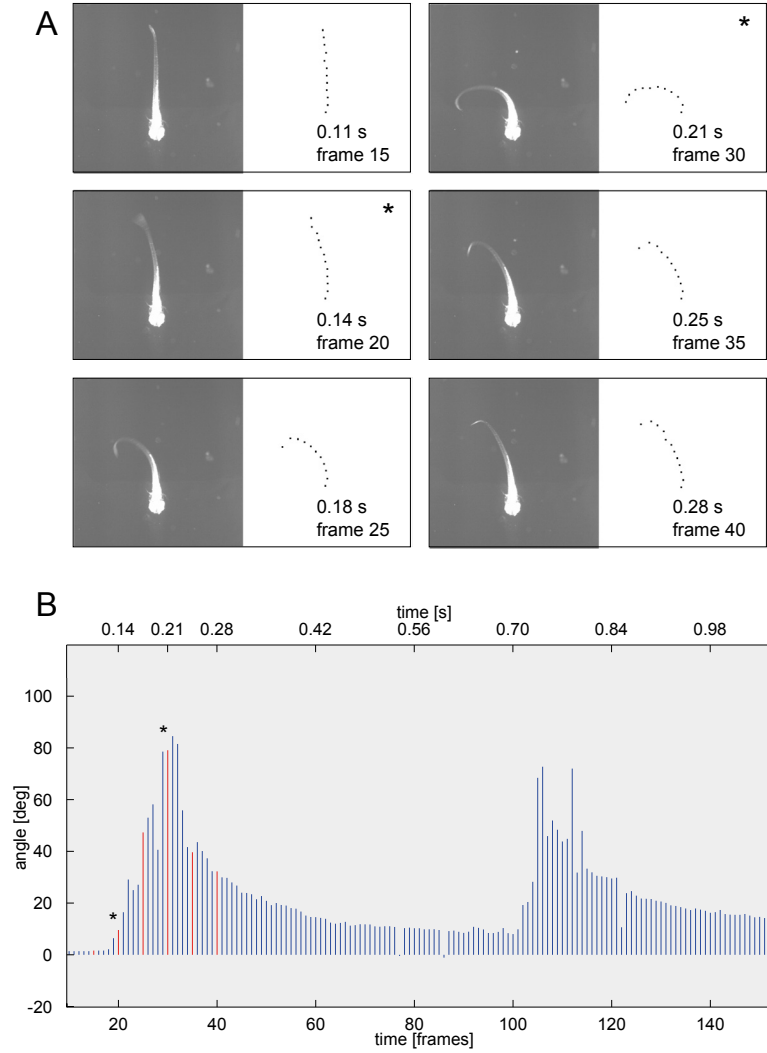 A
0.11 s
frame 15
*
0.21 s
frame 30
*
0.14 s
frame 20
0.25 s
frame 35
0.18 s
frame 25
0.28 s
frame 40
B
time [s]
0.14 0.21 0.28 0.42 0.56 0.70 0.84 0.98
angle [deg]
100
80
60
40
20
0
-20
*
*
20 40 60 80 100 120 140
time [frames]